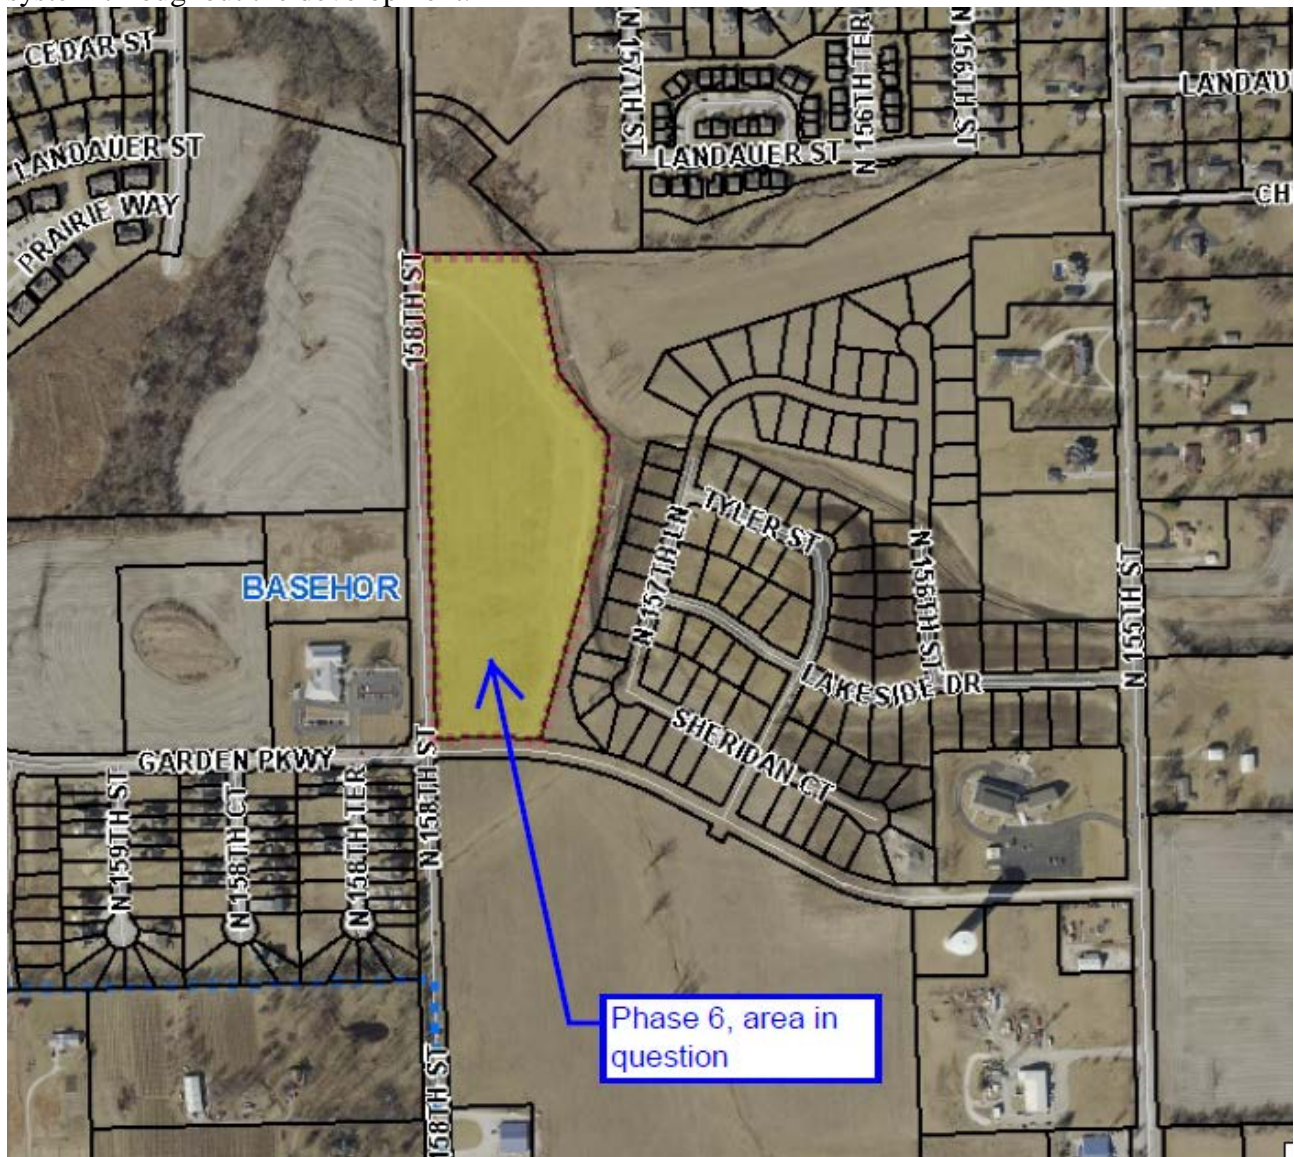 CEDAR ST
N 157TH ST
N 156TH TER
N 156TH ST
LANDAU
LANDAUER ST
LANDAUER ST
CH
PRAIRIE WAY
158TH ST
TYLER ST
N 157TH LN
N 156TH ST
N 155TH ST
BASEHOR
LAKESIDE DR
SHERIDAN CT
GARDEN PKWY
N 158TH ST
N 159TH ST
N 158TH CT
N 158TH TER
Phase 6, area in
question
158TH ST